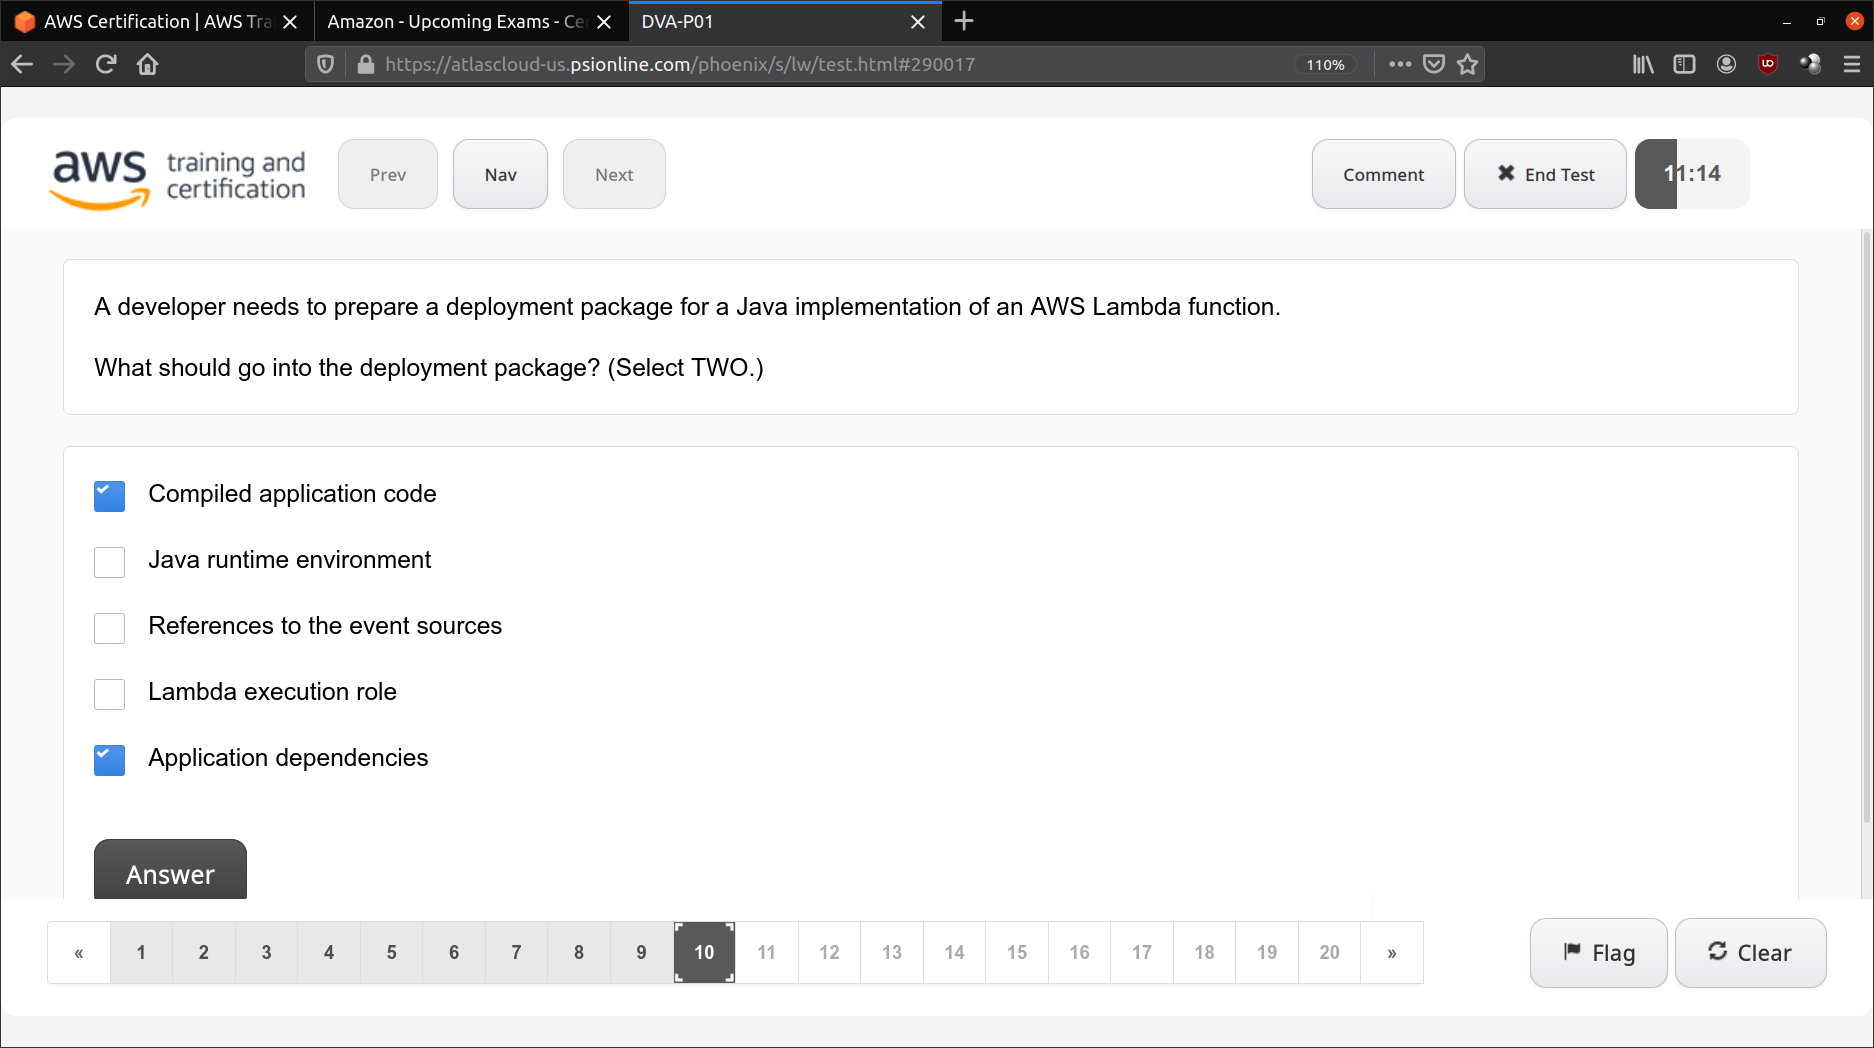 AWS Certification | AWS Tra
Amazon - Upcoming Exams - Ce
DVA-P01
https://atlascloud-us.psionline.com/phoenix/s/lw/test.html#290017
110%
aws training and certification
Prev
Nav
Next
Comment
✖ End Test
11:14
A developer needs to prepare a deployment package for a Java implementation of an AWS Lambda function.
What should go into the deployment package? (Select TWO.)
Compiled application code
Java runtime environment
References to the event sources
Lambda execution role
Application dependencies
Answer
« 1 2 3 4 5 6 7 8 9 10 11 12 13 14 15 16 17 18 19 20 »
Flag
Clear